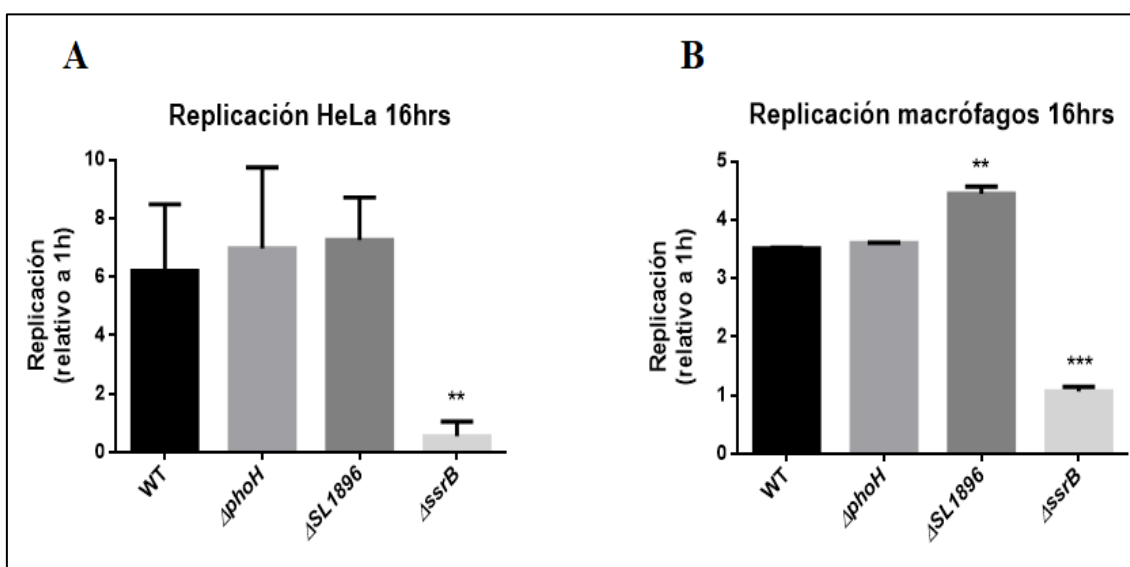 A
Replicación HeLa 16hrs
Replicación
(relativo a 1h)
10
8
6
4
2
0
**
WT
ΔphoH
ΔSL1896
ΔssrB
B
Replicación macrófagos 16hrs
Replicación
(relativo a 1h)
5
4
3
2
1
0
**
***
WT
ΔphoH
ΔSL1896
ΔssrB